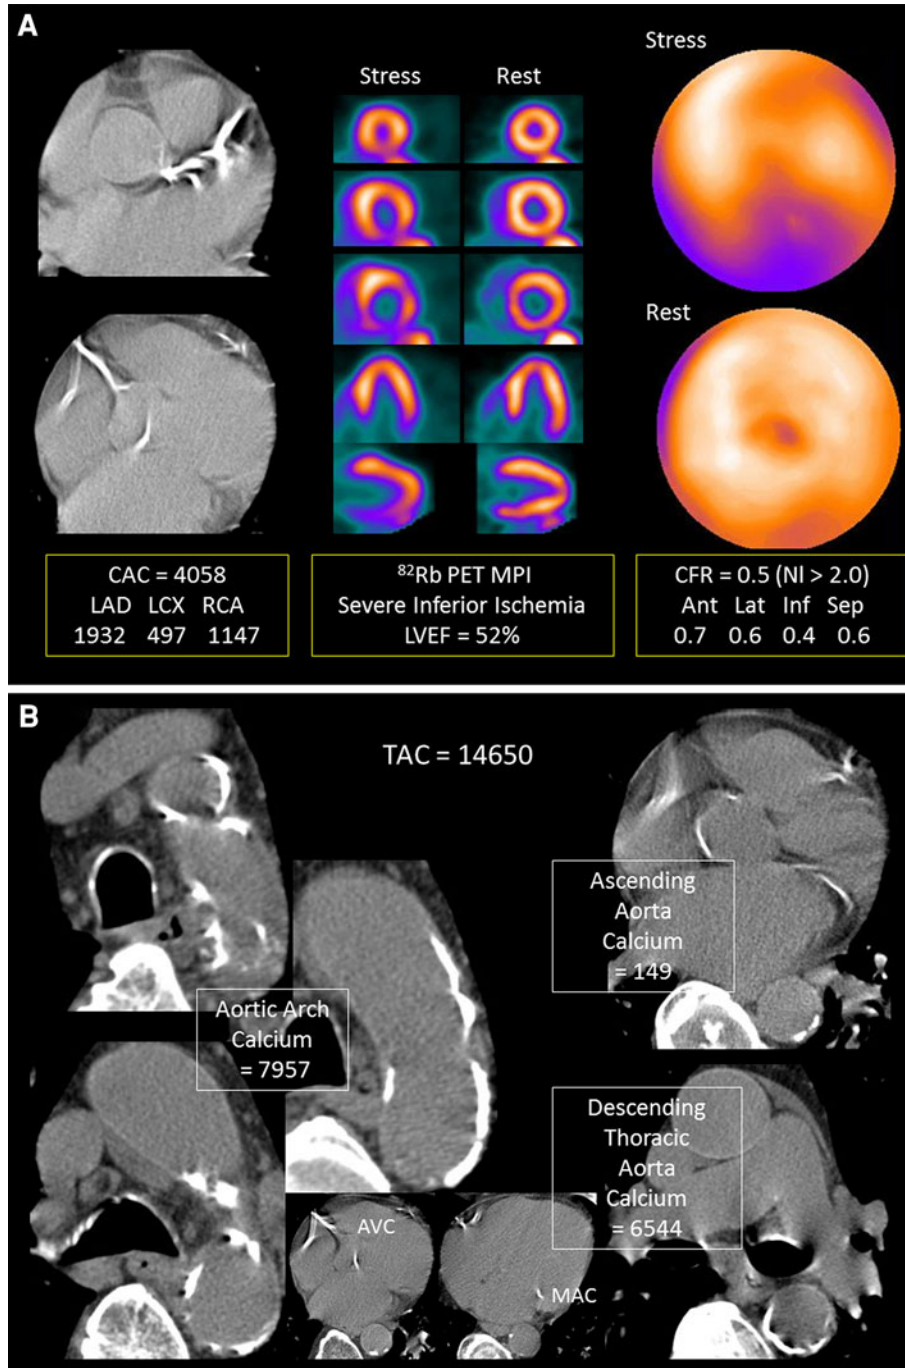 A
Stress
Rest
Stress
Rest
CAC = 4058
LAD LCX RCA
1932 497 1147
⁸²Rb PET MPI
Severe Inferior Ischemia
LVEF = 52%
CFR = 0.5 (Nl > 2.0)
Ant Lat Inf Sep
0.7 0.6 0.4 0.6
B
TAC = 14650
Aortic Arch
Calcium
= 7957
Ascending
Aorta
Calcium
= 149
Descending
Thoracic
Aorta
Calcium
= 6544
AVC
MAC